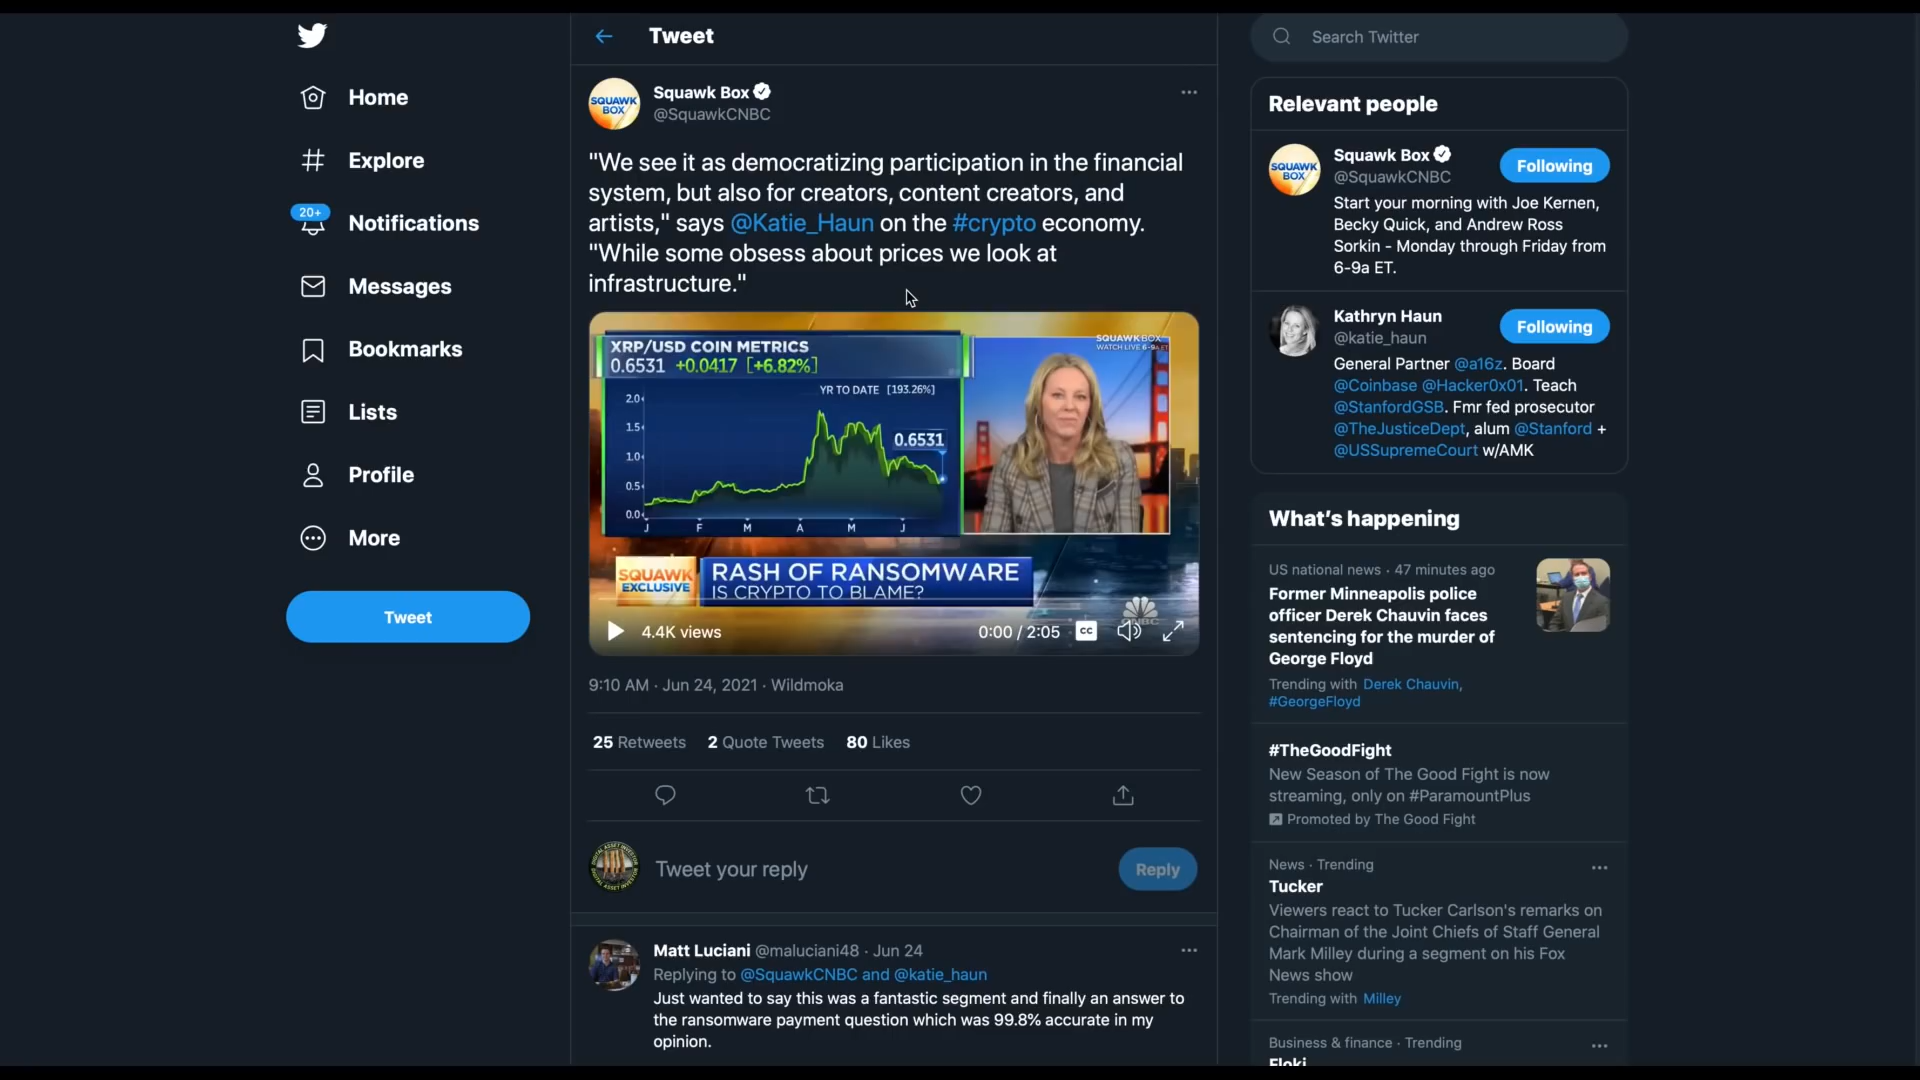 Home
Explore
20+
Notifications
Messages
Bookmarks
Lists
Profile
More
Tweet
Tweet
SQUAWK BOX
Squawk Box
@SquawkCNBC
"We see it as democratizing participation in the financial
system, but also for creators, content creators, and
artists," says @Katie_Haun on the #crypto economy.
"While some obsess about prices we look at
infrastructure."
XRP/USD COIN METRICS
0.6531 +0.0417 [+6.82%]
YR TO DATE [193.26%]
2.0
1.5
1.0
0.5
0.0
0.6531
J F M A M J
SQUAWK BOX
WATCH LIVE 6-9a ET
SQUAWK
EXCLUSIVE
RASH OF RANSOMWARE
IS CRYPTO TO BLAME?
CNBC
4.4K views
0:00 / 2:05
CC
9:10 AM · Jun 24, 2021 · Wildmoka
25 Retweets 2 Quote Tweets 80 Likes
DIGITAL ASSET INVESTOR
Tweet your reply
Reply
Matt Luciani @maluciani48 · Jun 24
Replying to @SquawkCNBC and @katie_haun
Just wanted to say this was a fantastic segment and finally an answer to
the ransomware payment question which was 99.8% accurate in my
opinion.
Search Twitter
Relevant people
SQUAWK BOX
Squawk Box
@SquawkCNBC
Following
Start your morning with Joe Kernen,
Becky Quick, and Andrew Ross
Sorkin - Monday through Friday from
6-9a ET.
Kathryn Haun
@katie_haun
Following
General Partner @a16z. Board
@Coinbase @Hacker0x01. Teach
@StanfordGSB. Fmr fed prosecutor
@TheJusticeDept, alum @Stanford +
@USSupremeCourt w/AMK
What's happening
US national news · 47 minutes ago
Former Minneapolis police
officer Derek Chauvin faces
sentencing for the murder of
George Floyd
Trending with Derek Chauvin,
#GeorgeFloyd
#TheGoodFight
New Season of The Good Fight is now
streaming, only on #ParamountPlus
Promoted by The Good Fight
News · Trending
Tucker
Viewers react to Tucker Carlson's remarks on
Chairman of the Joint Chiefs of Staff General
Mark Milley during a segment on his Fox
News show
Trending with Milley
Business & finance · Trending
Floki